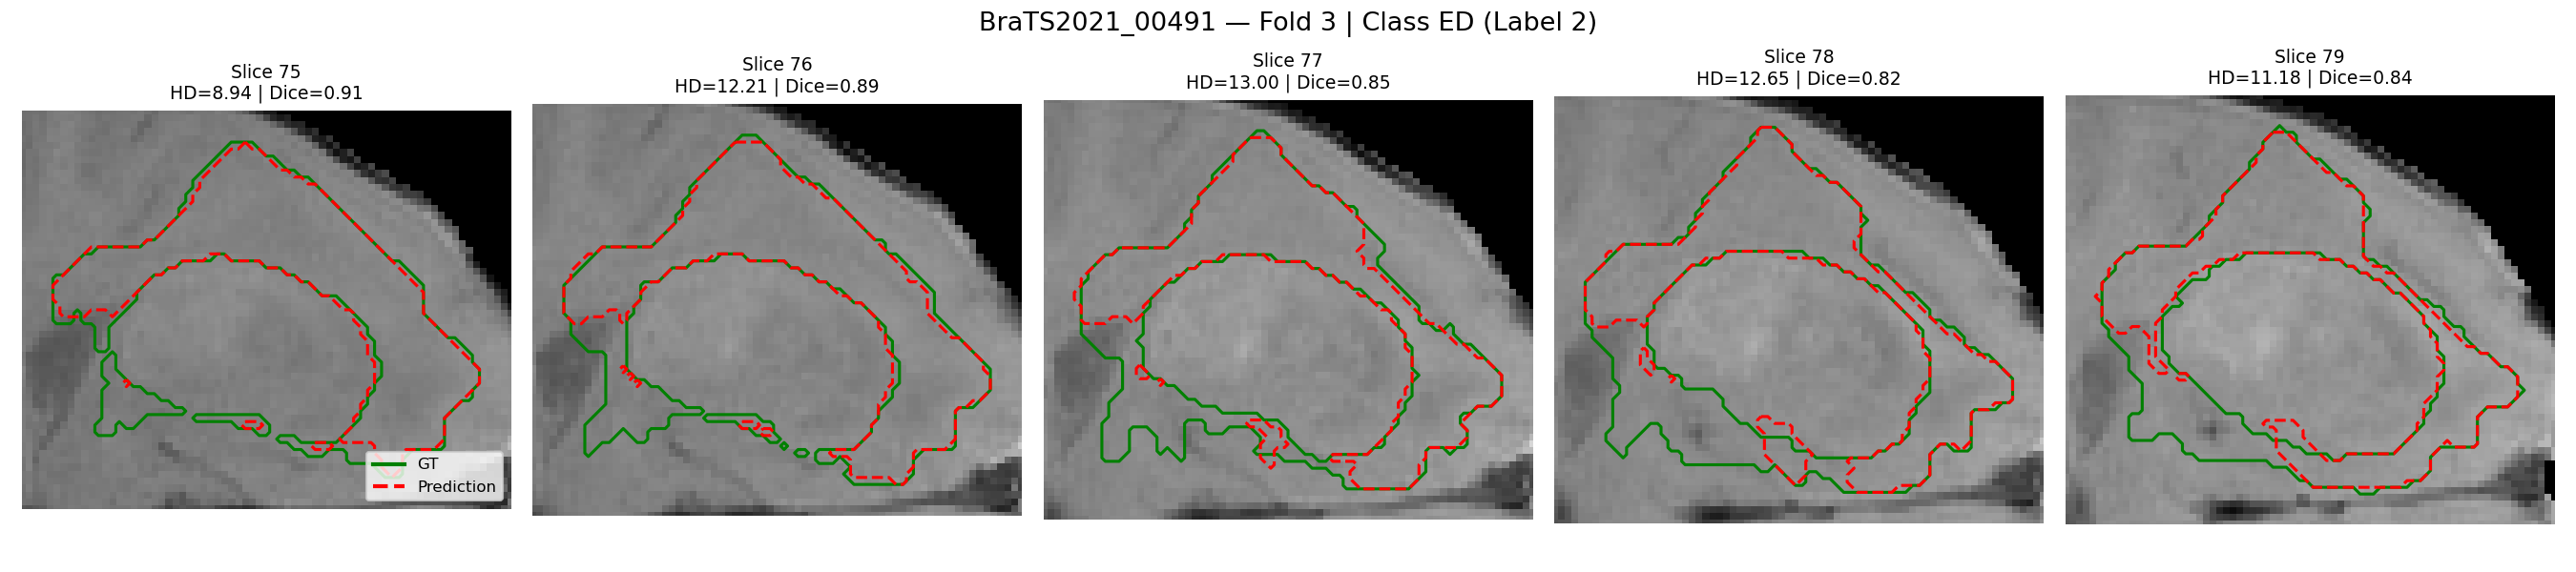 BraTS2021_00491 — Fold 3 | Class ED (Label 2)
Slice 75
HD=8.94 | Dice=0.91
Slice 76
HD=12.21 | Dice=0.89
Slice 77
HD=13.00 | Dice=0.85
Slice 78
HD=12.65 | Dice=0.82
Slice 79
HD=11.18 | Dice=0.84
GT
Prediction